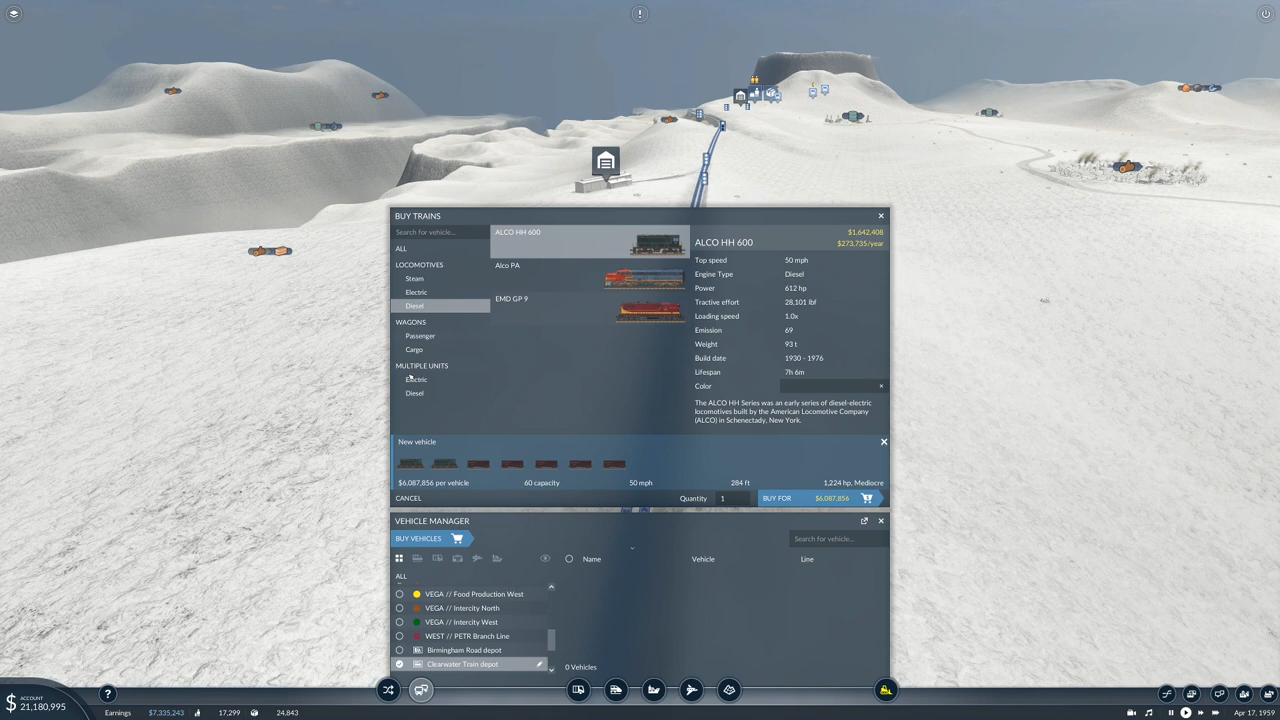 BUY TRAINS
Search for vehicle...
ALL
LOCOMOTIVES
Steam
Electric
Diesel
WAGONS
Passenger
Cargo
MULTIPLE UNITS
Electric
Diesel
ALCO HH 600
Alco PA
EMD GP 9
ALCO HH 600
$1,642,408
$273,735/year
Top speed 50 mph
Engine Type Diesel
Power 612 hp
Tractive effort 28,101 lbf
Loading speed 1.0x
Emission 69
Weight 93 t
Build date 1930 - 1976
Lifespan 7h 6m
Color
The ALCO HH Series was an early series of diesel-electric
locomotives built by the American Locomotive Company
(ALCO) in Schenectady, New York.
New vehicle
$6,087,856 per vehicle 60 capacity 50 mph 284 ft 1,224 hp, Mediocre
CANCEL Quantity 1 BUY FOR $6,087,856
VEHICLE MANAGER
BUY VEHICLES Search for vehicle...
Name Vehicle Line
ALL
VEGA // Food Production West
VEGA // Intercity North
VEGA // Intercity West
WEST // PETR Branch Line
Birmingham Road depot
Clearwater Train depot
0 Vehicles
$ ACCOUNT
21,180,995
?
Earnings $7,335,243 17,299 24,843 Apr 17, 1959